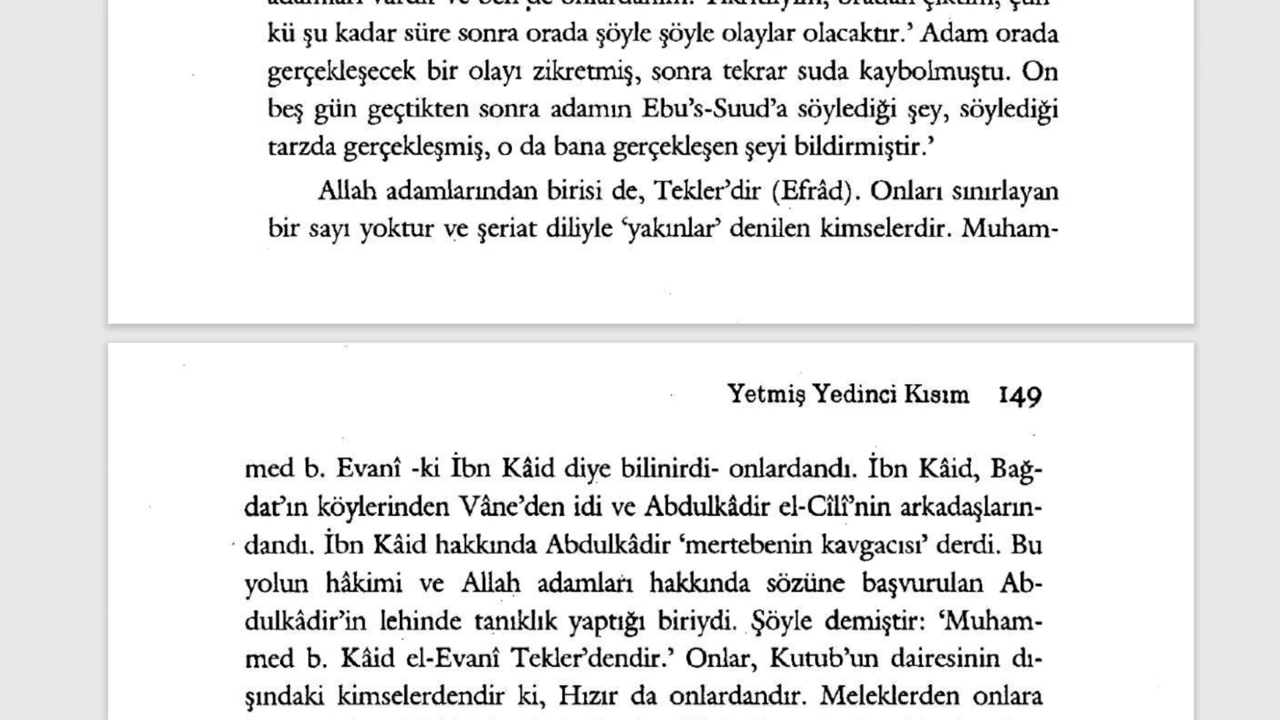 kü şu kadar süre sonra orada şöyle şöyle olaylar olacaktır.’ Adam orada
gerçekleşecek bir olayı zikretmiş, sonra tekrar suda kaybolmuştu. On
beş gün geçtikten sonra adamın Ebu’s-Suud’a söylediği şey, söylediği
tarzda gerçekleşmiş, o da bana gerçekleşen şeyi bildirmiştir.’
Allah adamlarından birisi de, Tekler’dir (Efrâd). Onları sınırlayan
bir sayı yoktur ve şeriat diliyle ‘yakınlar’ denilen kimselerdir. Muham-
Yetmiş Yedinci Kısım 149
med b. Evanî -ki İbn Kâid diye bilinirdi- onlardandı. İbn Kâid, Bağ-
dat’ın köylerinden Vâne’den idi ve Abdulkâdir el-Cîlî’nin arkadaşların-
dandı. İbn Kâid hakkında Abdulkâdir ‘mertebenin kavgacısı’ derdi. Bu
yolun hâkimi ve Allah adamları hakkında sözüne başvurulan Ab-
dulkâdir’in lehinde tanıklık yaptığı biriydi. Şöyle demiştir: ‘Muham-
med b. Kâid el-Evanî Tekler’dendir.’ Onlar, Kutub’un dairesinin dı-
şındaki kimselerdendir ki, Hızır da onlardandır. Meleklerden onlara